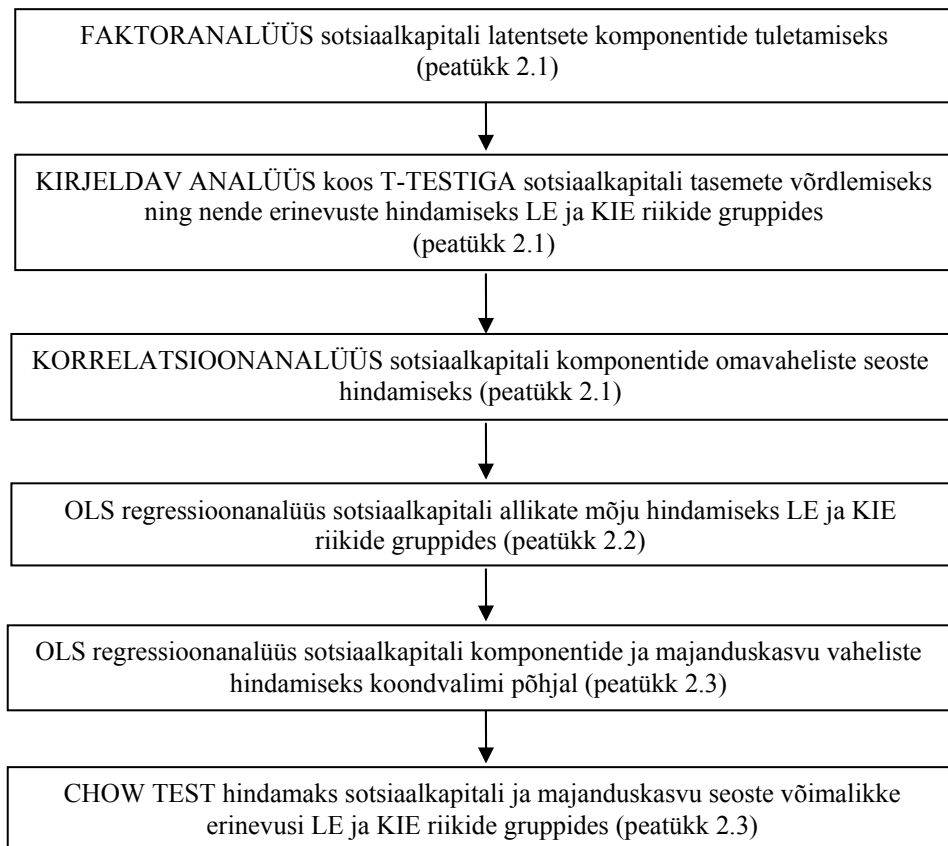 FAKTORANALÜÜS sotsiaalkapitali latentsete komponentide tuletamiseks
(peatükk 2.1)
KIRJELDAV ANALÜÜS koos T-TESTIGA sotsiaalkapitali tasemete võrdlemiseks
ning nende erinevuste hindamiseks LE ja KIE riikide gruppides
(peatükk 2.1)
KORRELATSIOONANALÜÜS sotsiaalkapitali komponentide omavaheliste seoste
hindamiseks (peatükk 2.1)
OLS regressioonanalüüs sotsiaalkapitali allikate mõju hindamiseks LE ja KIE
riikide gruppides (peatükk 2.2)
OLS regressioonanalüüs sotsiaalkapitali komponentide ja majanduskasvu vaheliste
hindamiseks koondvalimi põhjal (peatükk 2.3)
CHOW TEST hindamaks sotsiaalkapitali ja majanduskasvu seoste võimalikke
erinevusi LE ja KIE riikide gruppides (peatükk 2.3)